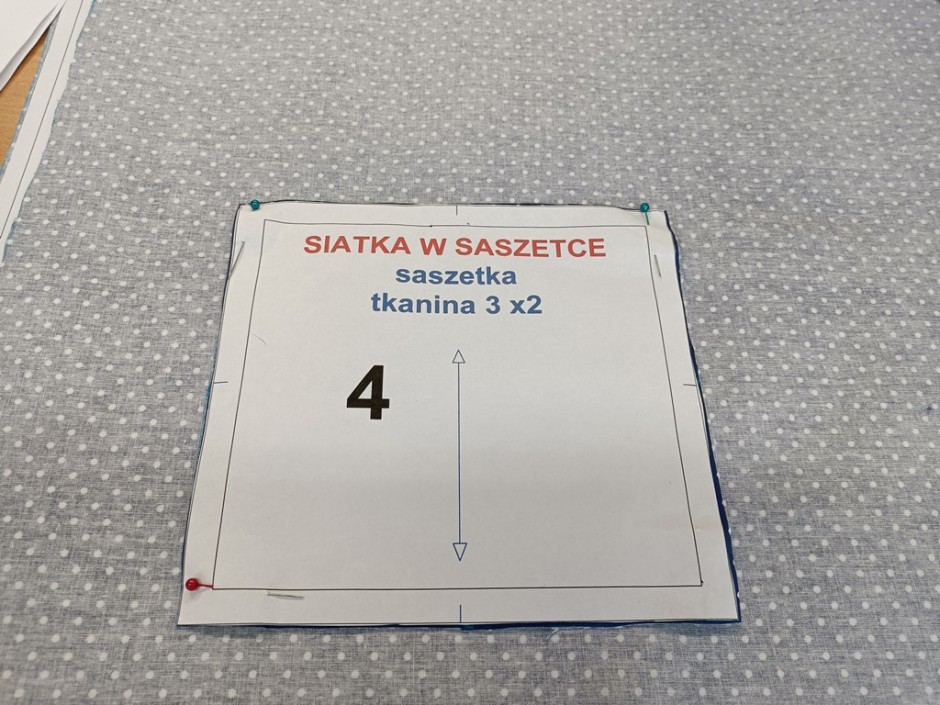 SIATKA W SASZETCE
saszetka
tkanina 3 x2
4